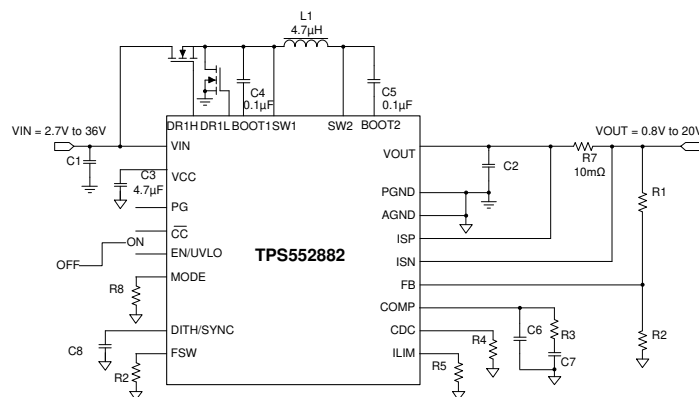 L1
4.7µH
C4
0.1µF
C5
0.1µF
DR1H DR1L BOOT1 SW1 SW2 BOOT2
VIN = 2.7V to 36V
VOUT = 0.8V to 20V
C1
VIN
VOUT
R7
10mΩ
C2
C3
4.7µF
VCC
R1
PGND
PG
AGND
CC
ON
OFF
EN/UVLO
TPS552882
ISP
ISN
MODE
FB
R8
COMP
DITH/SYNC
CDC
C6
R3
R4
R2
C8
C7
FSW
ILIM
R2
R5